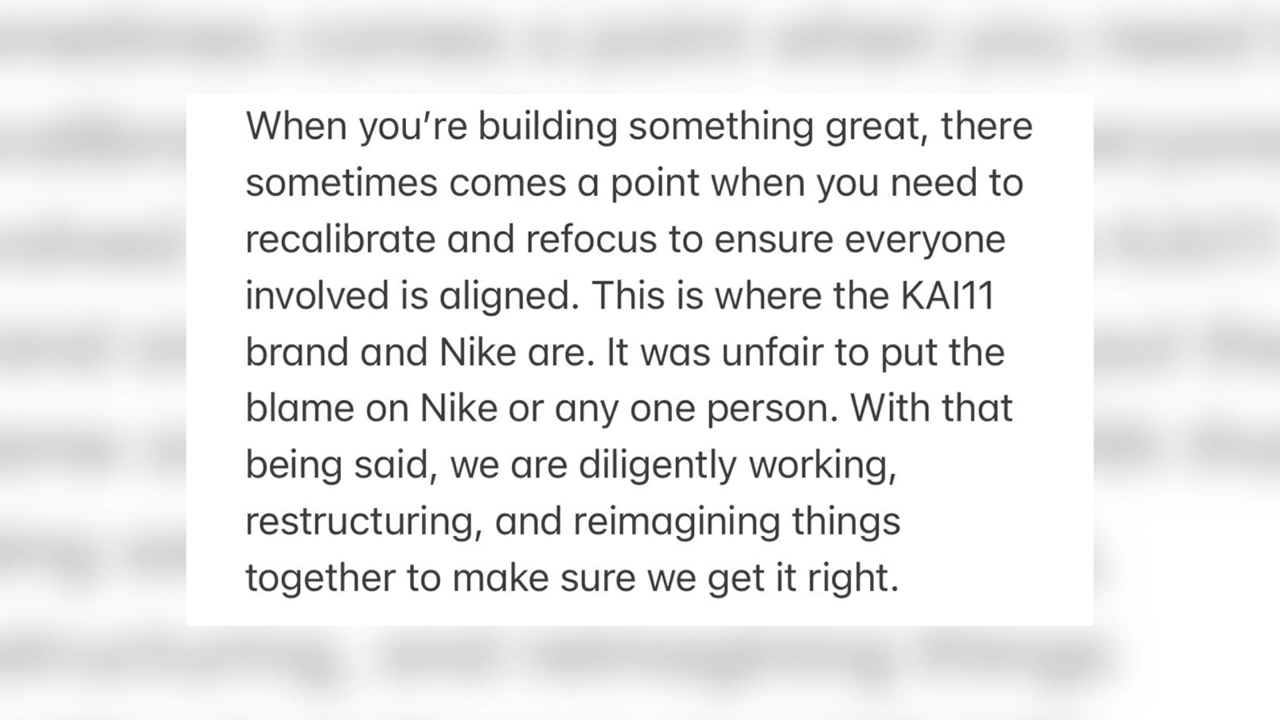 When you’re building something great, there
sometimes comes a point when you need to
recalibrate and refocus to ensure everyone
involved is aligned. This is where the KAI11
brand and Nike are. It was unfair to put the
blame on Nike or any one person. With that
being said, we are diligently working,
restructuring, and reimagining things
together to make sure we get it right.